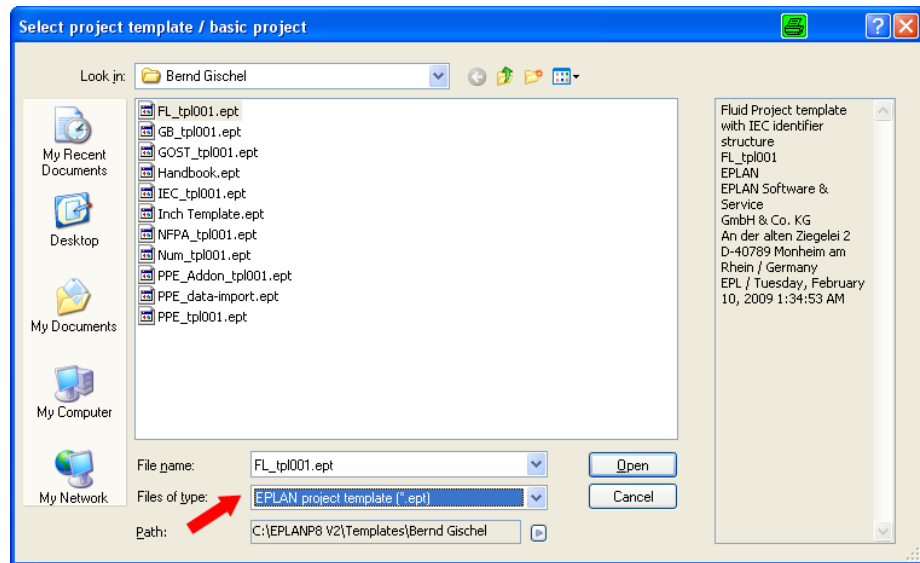 Select project template / basic project
Look in:
Bernd Gischel
My Recent
Documents
Desktop
My Documents
My Computer
My Network
FL_tpl001.ept
GB_tpl001.ept
GOST_tpl001.ept
Handbook.ept
IEC_tpl001.ept
Inch Template.ept
NFPA_tpl001.ept
Num_tpl001.ept
PPE_Addon_tpl001.ept
PPE_data-import.ept
PPE_tpl001.ept
Fluid Project template
with IEC identifier
structure
FL_tpl001
EPLAN
EPLAN Software &
Service
GmbH & Co. KG
An der alten Ziegelei 2
D-40789 Monheim am
Rhein / Germany
EPL / Tuesday, February
10, 2009 1:34:53 AM
File name:
FL_tpl001.ept
Open
Files of type:
EPLAN project template (*.ept)
Cancel
Path:
C:\EPLANP8 V2\Templates\Bernd Gischel